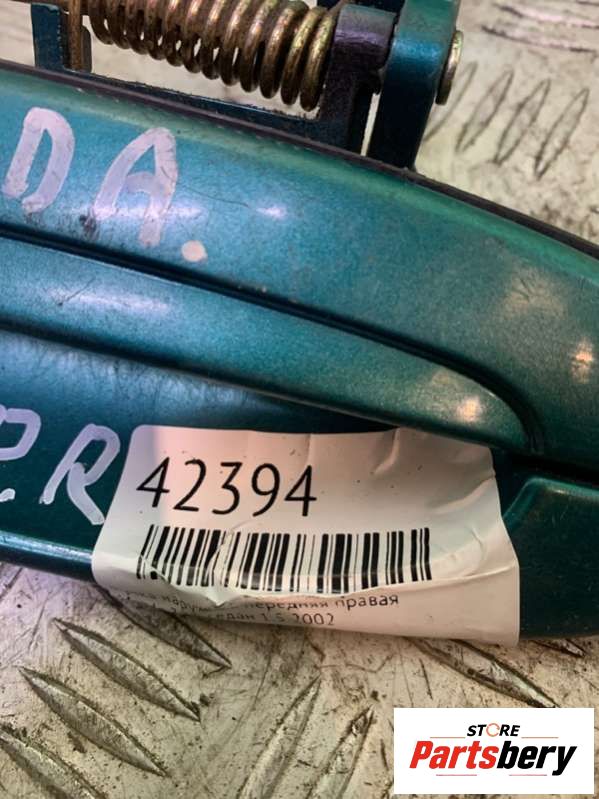 DA.
P.R
42394
передняя правая
1.5 2002
STORE
Partsbery